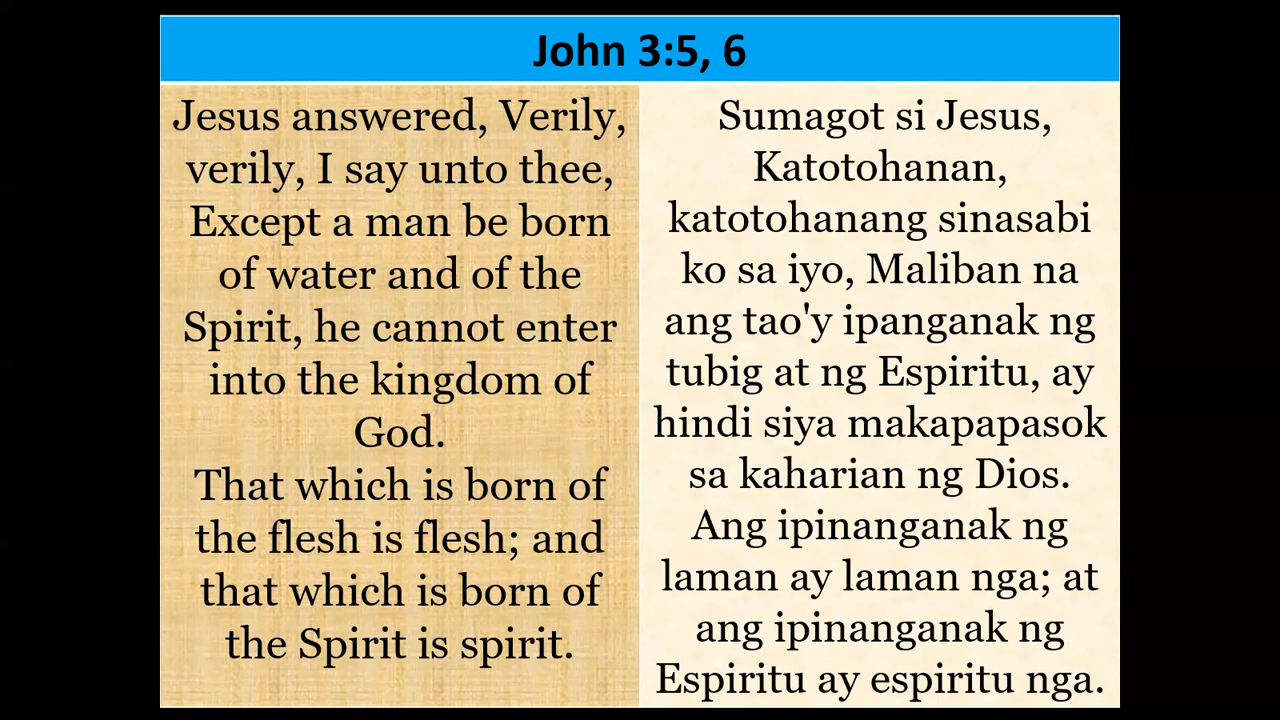 John 3:5, 6
Jesus answered, Verily,
verily, I say unto thee,
Except a man be born
of water and of the
Spirit, he cannot enter
into the kingdom of
God.
That which is born of
the flesh is flesh; and
that which is born of
the Spirit is spirit.
Sumagot si Jesus,
Katotohanan,
katotohanang sinasabi
ko sa iyo, Maliban na
ang tao'y ipanganak ng
tubig at ng Espiritu, ay
hindi siya makapapasok
sa kaharian ng Dios.
Ang ipinanganak ng
laman ay laman nga; at
ang ipinanganak ng
Espiritu ay espiritu nga.